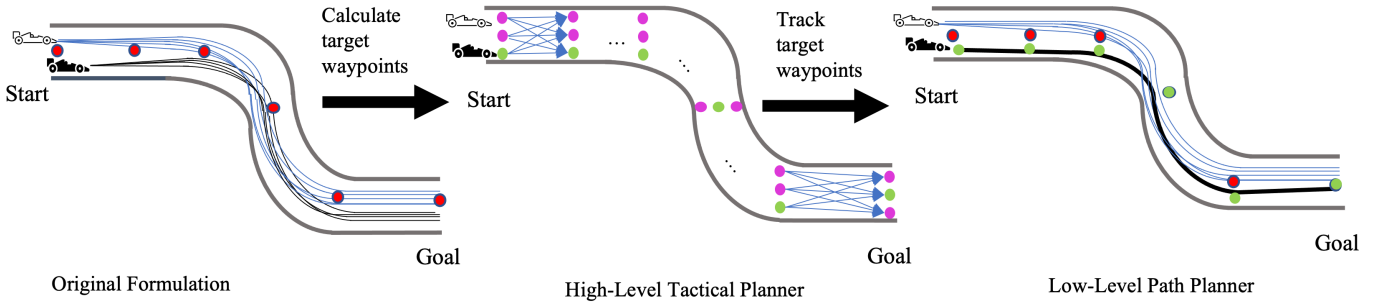 Calculate
target
waypoints
Track
target
waypoints
Start
Start
Start
...
...
...
Goal
Goal
Goal
Original Formulation
High-Level Tactical Planner
Low-Level Path Planner